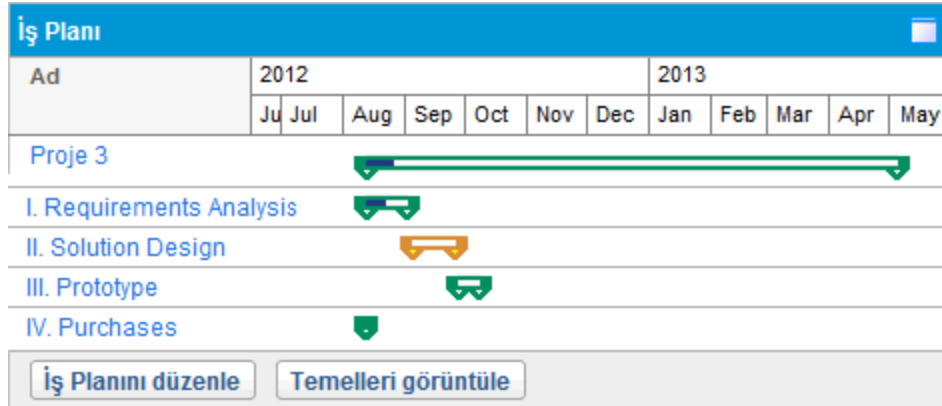 İş Planı
Ad 2012 2013
Ju Jul Aug Sep Oct Nov Dec Jan Feb Mar Apr May
Proje 3
I. Requirements Analysis
II. Solution Design
III. Prototype
IV. Purchases
İş Planını düzenle Temelleri görüntüle